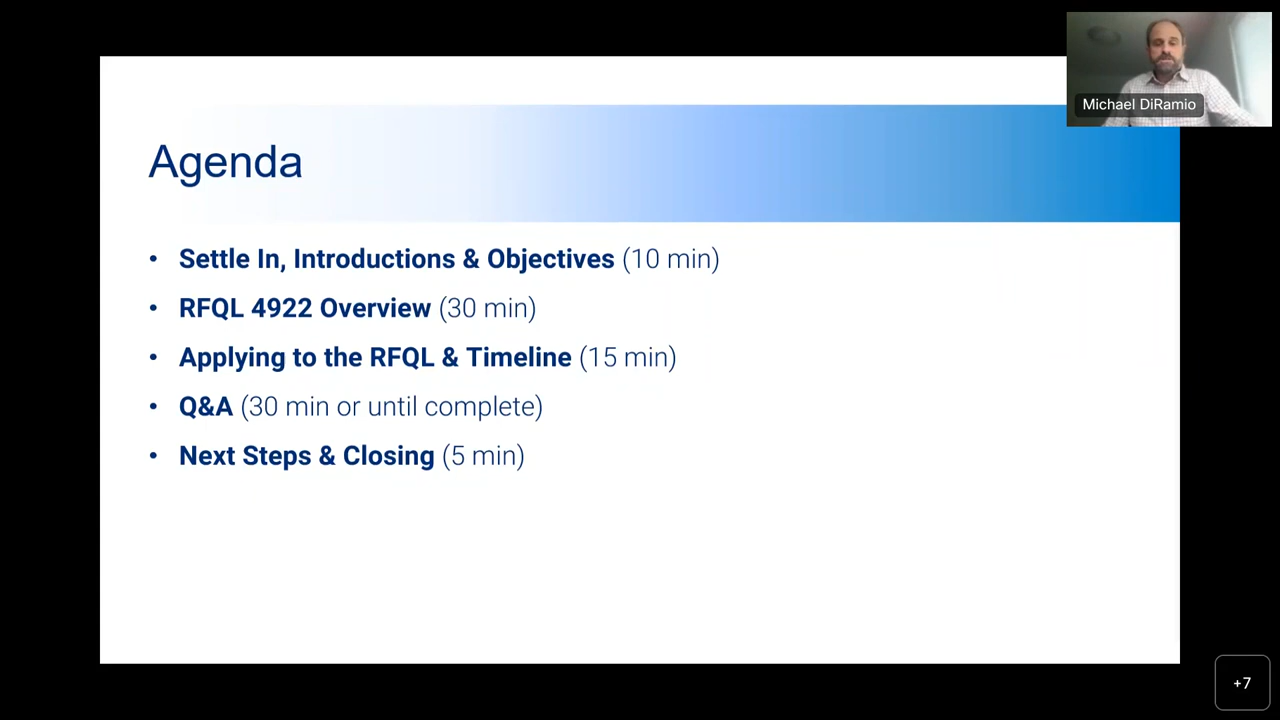 Michael DiRamio
Agenda
• Settle In, Introductions & Objectives (10 min)
• RFQL 4922 Overview (30 min)
• Applying to the RFQL & Timeline (15 min)
• Q&A (30 min or until complete)
• Next Steps & Closing (5 min)
+7